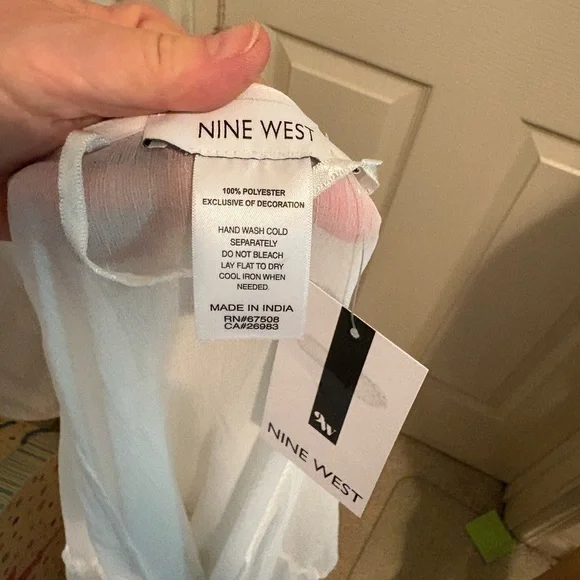 NINE WEST
100% POLYESTER
EXCLUSIVE OF DECORATION
HAND WASH COLD
SEPARATELY
DO NOT BLEACH
LAY FLAT TO DRY
COOL IRON WHEN
NEEDED.
MADE IN INDIA
RN#67508
CA#26983
9W
NINE WEST